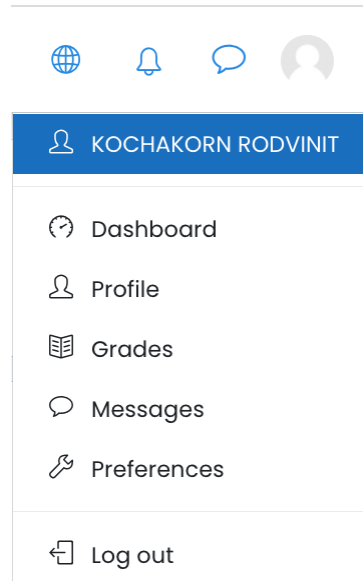 KOCHAKORN RODVINIT
Dashboard
Profile
Grades
Messages
Preferences
Log out